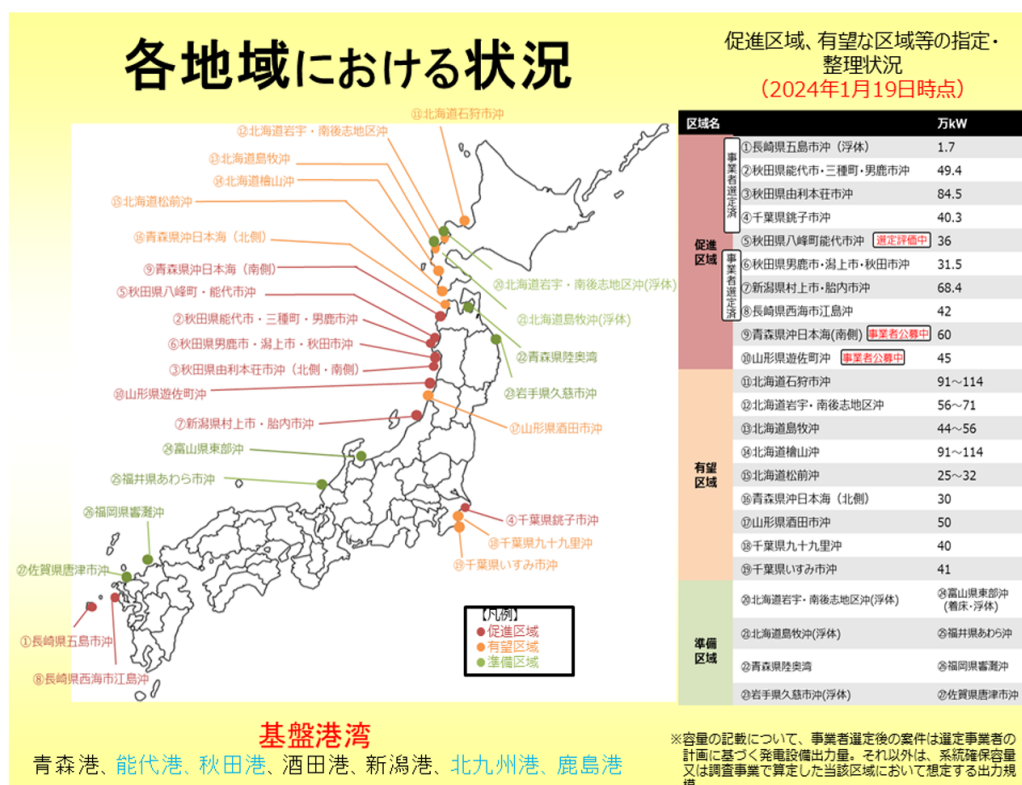 各地域における状況
促進区域、有望な区域等の指定・
整理状況
（2024年1月19日時点）
⑪北海道石狩市沖
⑫北海道岩宇・南後志地区沖
⑬北海道島牧沖
⑭北海道檜山沖
⑮北海道松前沖
⑯青森県沖日本海（北側）
⑨青森県沖日本海（南側）
⑤秋田県八峰町・能代市沖
②秋田県能代市・三種町・男鹿市沖
⑥秋田県男鹿市・潟上市・秋田市沖
③秋田県由利本荘市沖（北側・南側）
⑩山形県遊佐町沖
⑦新潟県村上市・胎内市沖
㉔富山県東部沖
㉕福井県あわら市沖
㉖福岡県響灘沖
㉗佐賀県唐津市沖
①長崎県五島市沖
⑧長崎県西海市江島沖
⑳北海道岩宇・南後志地区沖(浮体)
㉑北海道島牧沖(浮体)
㉒青森県陸奥湾
㉓岩手県久慈市沖
⑰山形県酒田市沖
④千葉県銚子市沖
⑱千葉県九十九里沖
⑲千葉県いすみ市沖
【凡例】
促進区域
有望区域
準備区域
基盤港湾
青森港、能代港、秋田港、酒田港、新潟港、北九州港、鹿島港
区域名 万kW
促進
区域
事業者選定済
①長崎県五島市沖（浮体） 1.7
②秋田県能代市・三種町・男鹿市沖 49.4
③秋田県由利本荘市沖 84.5
④千葉県銚子市沖 40.3
⑤秋田県八峰町能代市沖 選定評価中 36
事業者選定済
⑥秋田県男鹿市・潟上市・秋田市沖 31.5
⑦新潟県村上市・胎内市沖 68.4
⑧長崎県西海市江島沖 42
⑨青森県沖日本海(南側) 事業者公募中 60
⑩山形県遊佐町沖 事業者公募中 45
有望
区域
⑪北海道石狩市沖 91～114
⑫北海道岩宇・南後志地区沖 56～71
⑬北海道島牧沖 44～56
⑭北海道檜山沖 91～114
⑮北海道松前沖 25～32
⑯青森県沖日本海（北側） 30
⑰山形県酒田市沖 50
⑱千葉県九十九里沖 40
⑲千葉県いすみ市沖 41
準備
区域
⑳北海道岩宇・南後志地区沖(浮体) ㉔富山県東部沖
(着床・浮体)
㉑北海道島牧沖(浮体) ㉕福井県あわら沖
㉒青森県陸奥湾 ㉖福岡県響灘沖
㉓岩手県久慈市沖(浮体) ㉗佐賀県唐津市沖
※容量の記載について、事業者選定後の案件は選定事業者の
計画に基づく発電設備出力量。それ以外は、系統確保容量
又は調査事業で算定した当該区域において想定する出力規
模